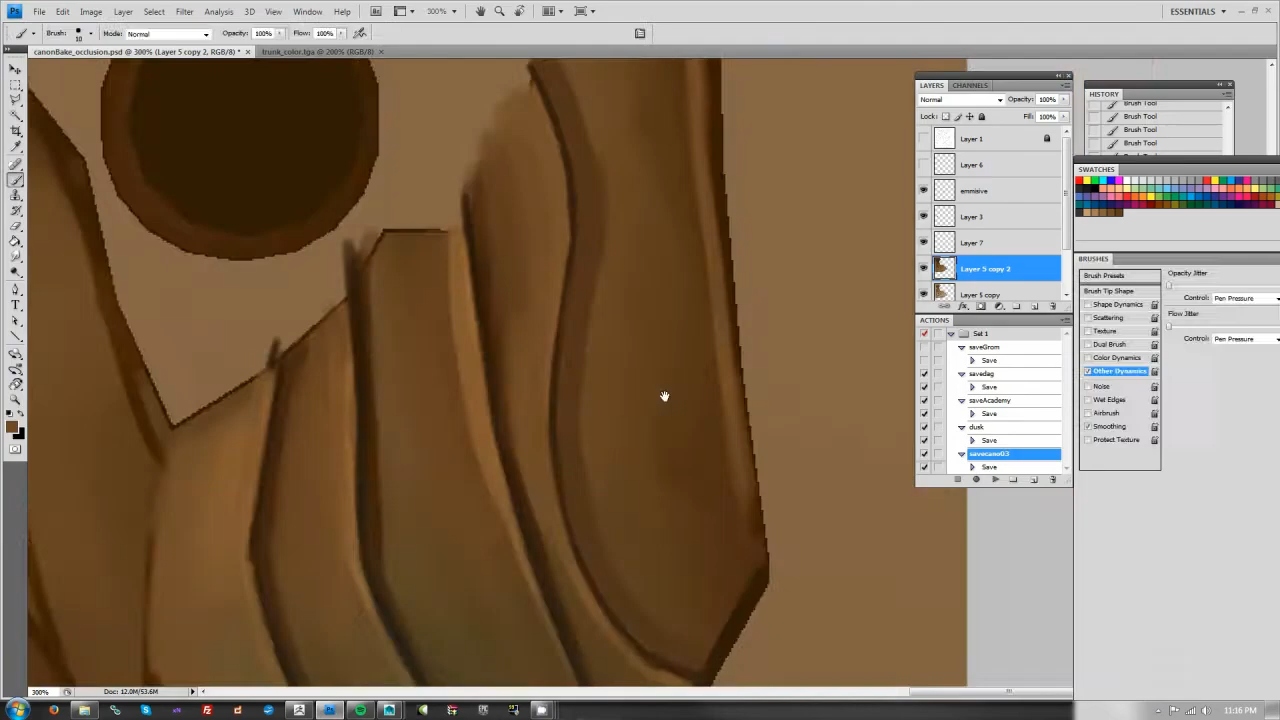 Ps File Edit Image Layer Select Filter Analysis 3D View Window Help 300% ESSENTIALS
Brush: 10 Mode: Normal Opacity: 100% Flow: 100%
canonBake_occlusion.psd @ 300% (Layer 5 copy 2, RGB/8) * × trunk_color.tga @ 200% (RGB/8) ×
LAYERS CHANNELS
Normal Opacity: 100%
Lock: Fill: 100%
Layer 1
Layer 6
emmisive
Layer 3
Layer 7
Layer 5 copy 2
Layer 5 copy
ACTIONS
Set 1
saveGrom
Save
savedag
Save
saveAcademy
Save
dusk
Save
savecano03
Save
HISTORY
Brush Tool
Brush Tool
Brush Tool
Brush Tool
SWATCHES
BRUSHES
Brush Presets
Brush Tip Shape
Shape Dynamics
Scattering
Texture
Dual Brush
Color Dynamics
Other Dynamics
Noise
Wet Edges
Airbrush
Smoothing
Protect Texture
Opacity Jitter
Control: Pen Pressure
Flow Jitter
Control: Pen Pressure
300% Doc: 12.0M/53.6M
11:16 PM